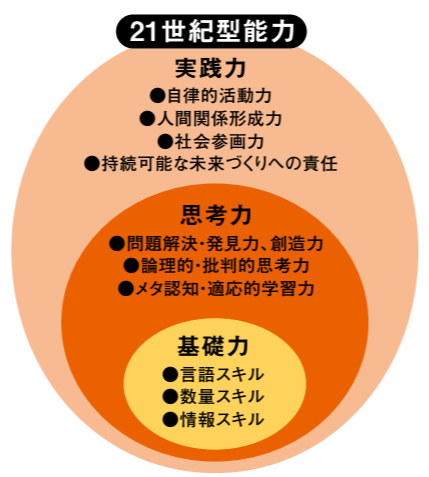 21世紀型能力
実践力
●自律的活動力
●人間関係形成力
●社会参画力
●持続可能な未来づくりへの責任
思考力
●問題解決・発見力、創造力
●論理的・批判的思考力
●メタ認知・適応的学習力
基礎力
●言語スキル
●数量スキル
●情報スキル